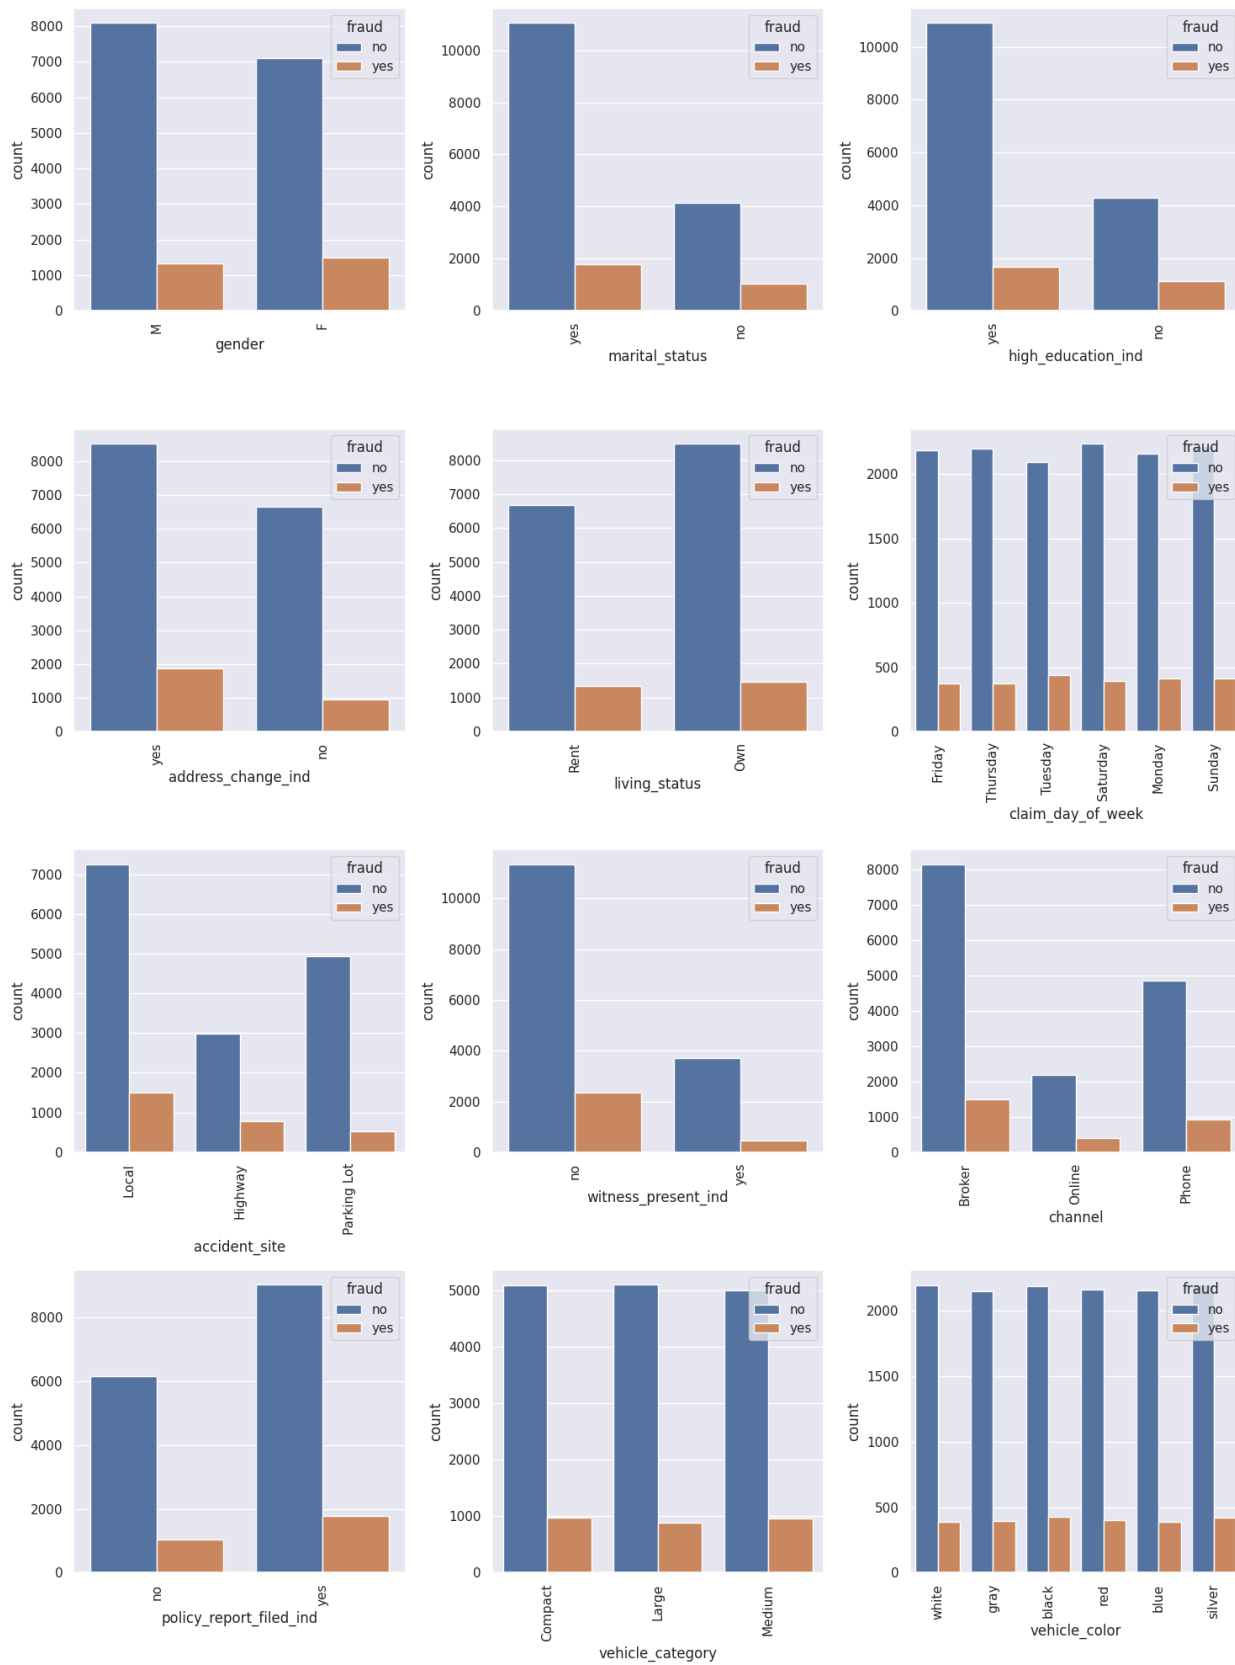 fraud
no
yes
8000
7000
6000
5000
4000
3000
2000
1000
0
count
M
F
gender
fraud
no
yes
10000
8000
6000
4000
2000
0
count
yes
no
marital_status
fraud
no
yes
10000
8000
6000
4000
2000
0
count
yes
no
high_education_ind
fraud
no
yes
8000
7000
6000
5000
4000
3000
2000
1000
0
count
yes
no
address_change_ind
fraud
no
yes
8000
7000
6000
5000
4000
3000
2000
1000
0
count
Rent
Own
living_status
fraud
no
yes
2000
1500
1000
500
0
count
Friday
Thursday
Tuesday
Saturday
Monday
Sunday
claim_day_of_week
fraud
no
yes
7000
6000
5000
4000
3000
2000
1000
0
count
Local
Highway
Parking Lot
accident_site
fraud
no
yes
10000
8000
6000
4000
2000
0
count
no
yes
witness_present_ind
fraud
no
yes
8000
7000
6000
5000
4000
3000
2000
1000
0
count
Broker
Online
Phone
channel
fraud
no
yes
8000
6000
4000
2000
0
count
no
yes
policy_report_filed_ind
fraud
no
yes
5000
4000
3000
2000
1000
0
count
Compact
Large
Medium
vehicle_category
fraud
no
yes
2000
1500
1000
500
0
count
white
gray
black
red
blue
silver
vehicle_color